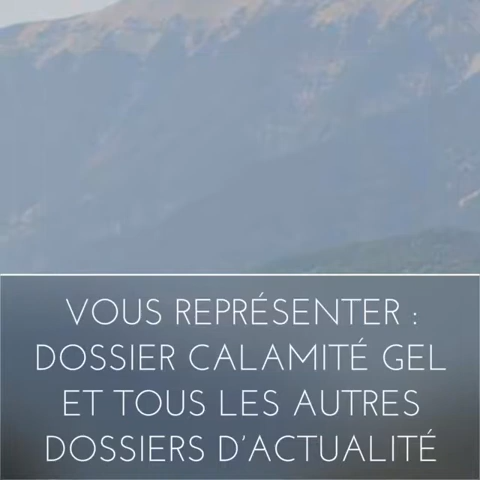 VOUS REPRÉSENTER :
DOSSIER CALAMITÉ GEL
ET TOUS LES AUTRES
DOSSIERS D'ACTUALITÉ